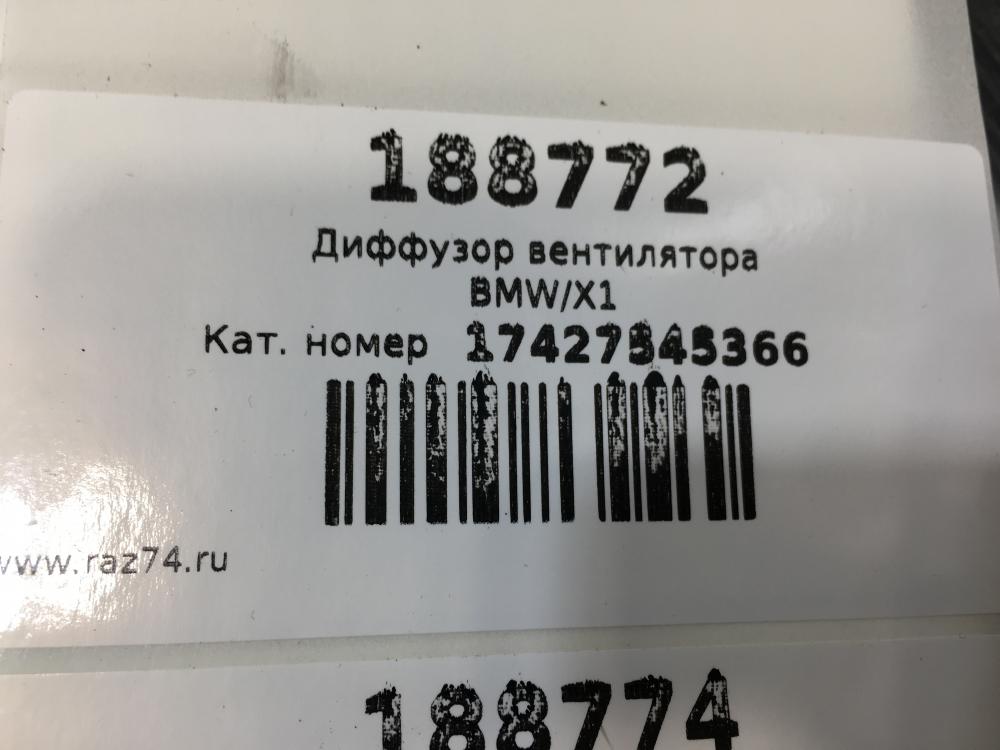 188772
Диффузор вентилятора
BMW/X1
Кат. номер 17427545366
www.raz74.ru
188774